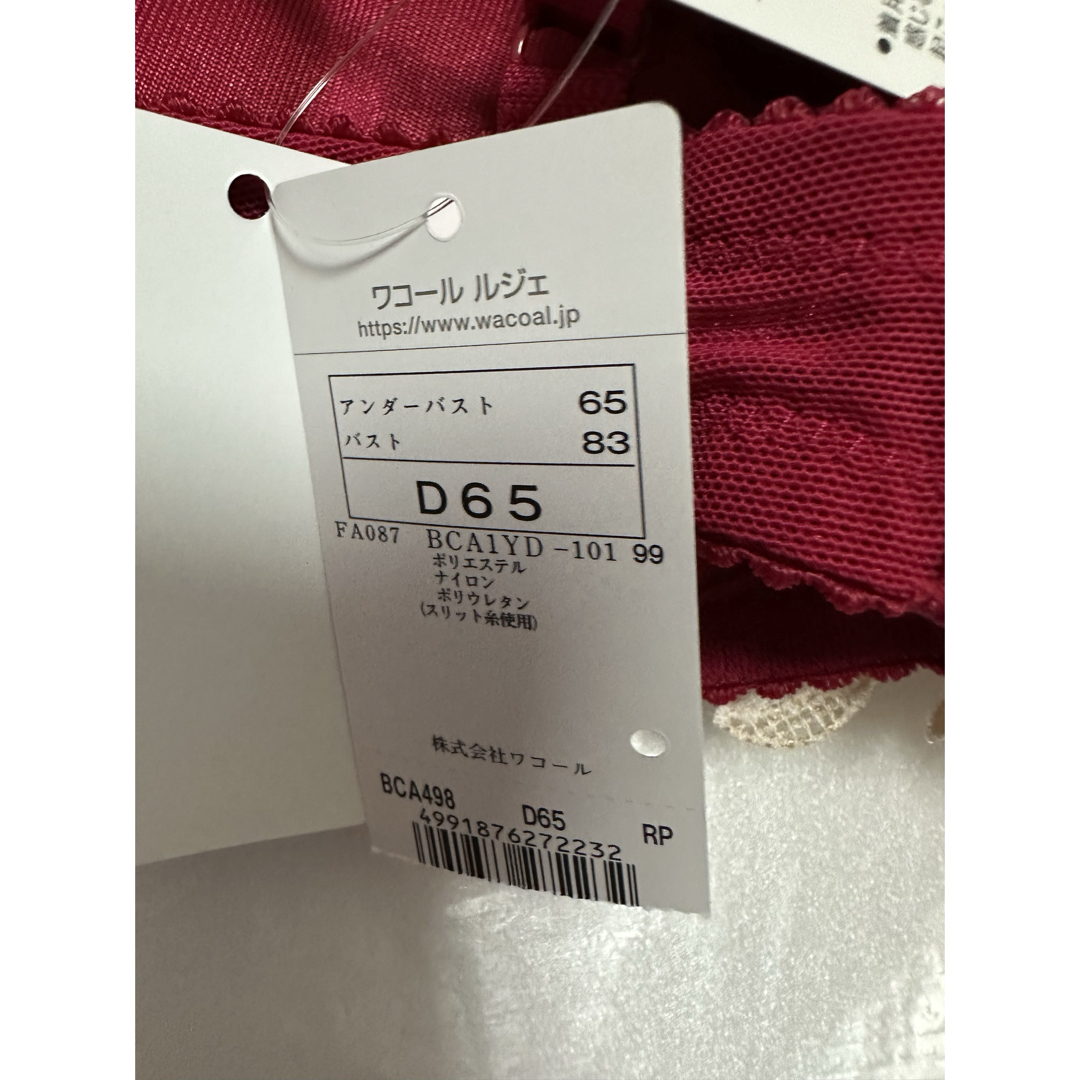 ワコール ルジェ
https://www.wacoal.jp
アンダーバスト 65
バスト 83
D65
FA087 BCA1YD-101 99
ポリエステル
ナイロン
ポリウレタン
(スリット糸使用)
株式会社ワコール
BCA498 D65 RP
4991876272232